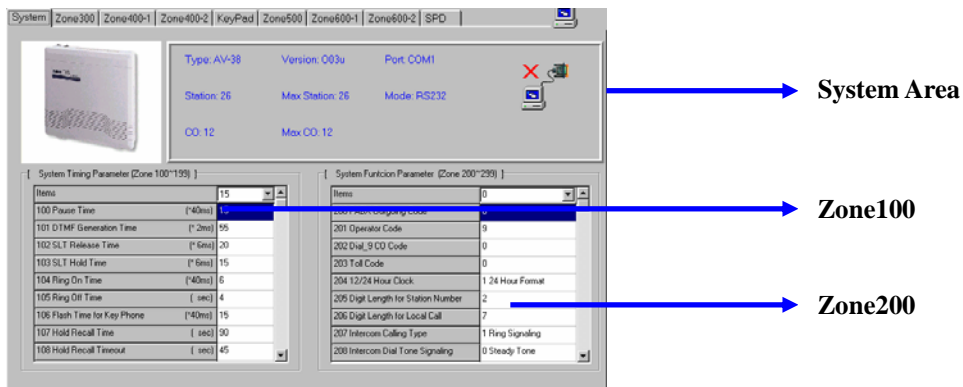 System Zone300 Zone400-1 Zone400-2 KeyPad Zone500 Zone600-1 Zone600-2 SPD
Type: AV-38 Version: 003u Port: COM1
Station: 26 Max Station: 26 Mode: RS232
CO: 12 Max CO: 12
System Area
[ System Timing Parameter (Zone 100~199) ]
Items 15
100 Pause Time (*40ms) 15
101 DTMF Generation Time (* 2ms) 55
102 SLT Release Time (* 6ms) 20
103 SLT Hold Time (* 6ms) 15
104 Ring On Time (*40ms) 6
105 Ring Off Time ( sec) 4
106 Flash Time for Key Phone (*40ms) 15
107 Hold Recall Time ( sec) 90
108 Hold Recall Timeout ( sec) 45
[ System Funtcion Parameter (Zone 200~299) ]
Items 0
200 PABX Outgoing Code 0
201 Operator Code 9
202 Dial_9 CO Code 0
203 Toll Code 0
204 12/24 Hour Clock 1 24 Hour Format
205 Digit Length for Station Number 2
206 Digit Length for Local Call 7
207 Intercom Calling Type 1 Ring Signaling
208 Intercom Dial Tone Signaling 0 Steady Tone
Zone100
Zone200